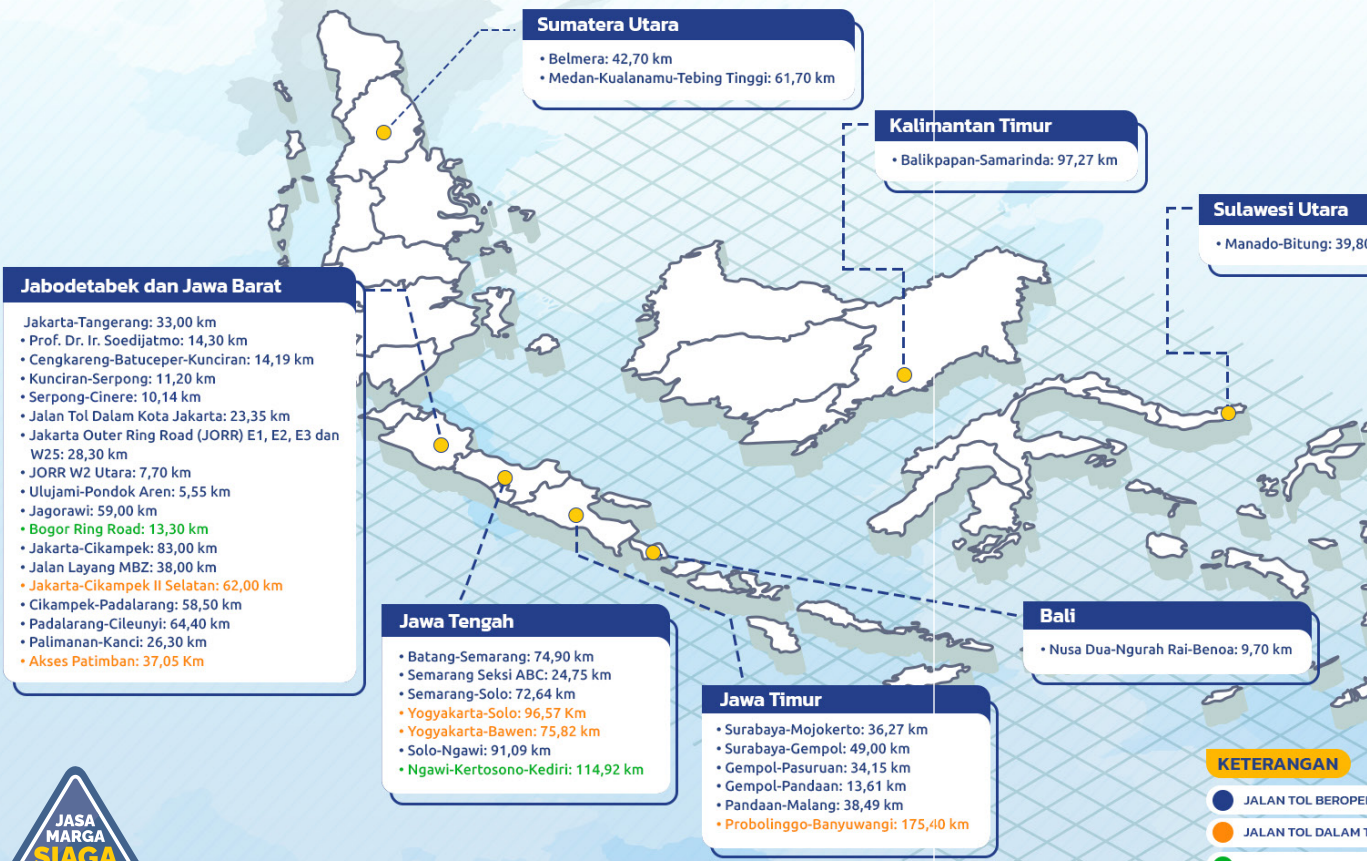 Sumatera Utara
• Belmera: 42,70 km
• Medan-Kualanamu-Tebing Tinggi: 61,70 km
Kalimantan Timur
• Balikpapan-Samarinda: 97,27 km
Sulawesi Utara
• Manado-Bitung: 39,80
Jabodetabek dan Jawa Barat
Jakarta-Tangerang: 33,00 km
• Prof. Dr. Ir. Soedijatmo: 14,30 km
• Cengkareng-Batuceper-Kunciran: 14,19 km
• Kunciran-Serpong: 11,20 km
• Serpong-Cinere: 10,14 km
• Jalan Tol Dalam Kota Jakarta: 23,35 km
• Jakarta Outer Ring Road (JORR) E1, E2, E3 dan
W25: 28,30 km
• JORR W2 Utara: 7,70 km
• Ulujami-Pondok Aren: 5,55 km
• Jagorawi: 59,00 km
• Bogor Ring Road: 13,30 km
• Jakarta-Cikampek: 83,00 km
• Jalan Layang MBZ: 38,00 km
• Jakarta-Cikampek II Selatan: 62,00 km
• Cikampek-Padalarang: 58,50 km
• Padalarang-Cileunyi: 64,40 km
• Palimanan-Kanci: 26,30 km
• Akses Patimban: 37,05 Km
Jawa Tengah
• Batang-Semarang: 74,90 km
• Semarang Seksi ABC: 24,75 km
• Semarang-Solo: 72,64 km
• Yogyakarta-Solo: 96,57 Km
• Yogyakarta-Bawen: 75,82 km
• Solo-Ngawi: 91,09 km
• Ngawi-Kertosono-Kediri: 114,92 km
Jawa Timur
• Surabaya-Mojokerto: 36,27 km
• Surabaya-Gempol: 49,00 km
• Gempol-Pasuruan: 34,15 km
• Gempol-Pandaan: 13,61 km
• Pandaan-Malang: 38,49 km
• Probolinggo-Banyuwangi: 175,40 km
Bali
• Nusa Dua-Ngurah Rai-Benoa: 9,70 km
KETERANGAN
JALAN TOL BEROPE
JALAN TOL DALAM T
JASA
MARGA
SIAGA